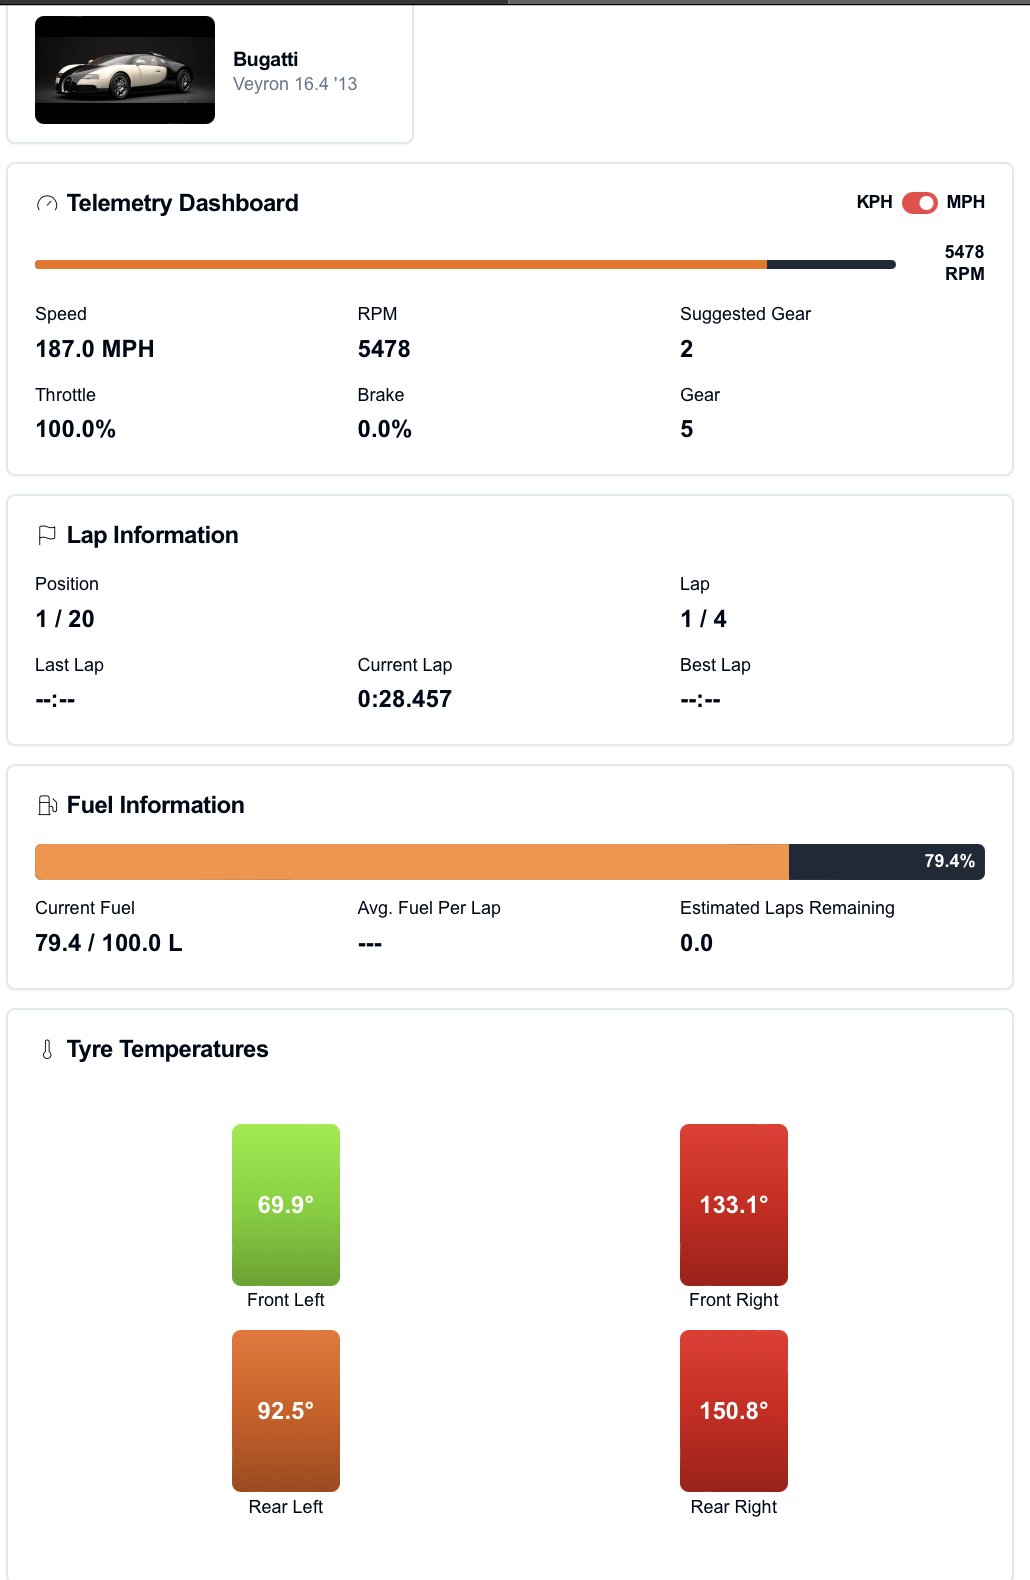 Bugatti
Veyron 16.4 '13
Telemetry Dashboard
KPH MPH
5478
RPM
Speed RPM Suggested Gear
187.0 MPH 5478 2
Throttle Brake Gear
100.0% 0.0% 5
Lap Information
Position Lap
1 / 20 1 / 4
Last Lap Current Lap Best Lap
--:-- 0:28.457 --:--
Fuel Information
79.4%
Current Fuel Avg. Fuel Per Lap Estimated Laps Remaining
79.4 / 100.0 L --- 0.0
Tyre Temperatures
69.9° 133.1°
Front Left Front Right
92.5° 150.8°
Rear Left Rear Right